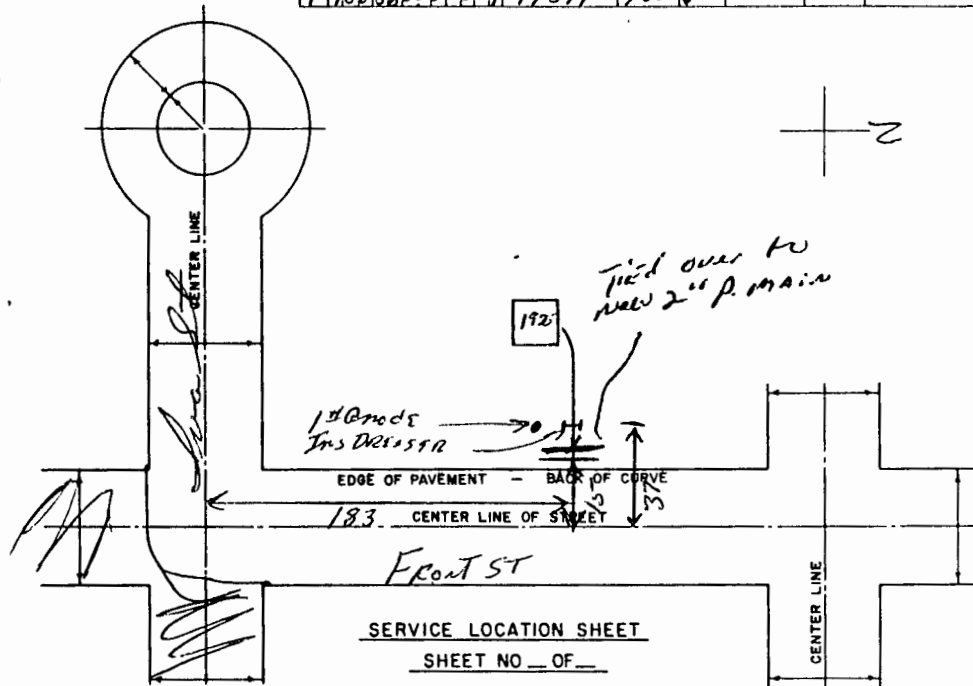 N
CENTER LINE
Iva St
192
Tied over to
new 2" P. MAIN
1# Anode
Ins DRESSER
EDGE OF PAVEMENT - BACK OF CURVE
15
37
183
CENTER LINE OF STREET
Front ST
CENTER LINE
SERVICE LOCATION SHEET
SHEET NO __ OF __